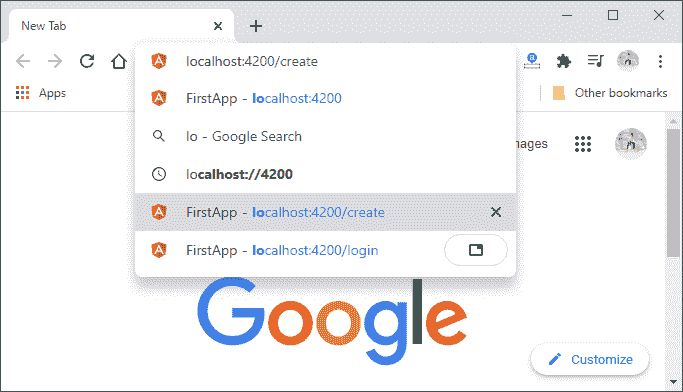 New Tab
localhost:4200/create
Apps
FirstApp - localhost:4200
Other bookmarks
lo - Google Search
ages
localhost://4200
FirstApp - localhost:4200/create
FirstApp - localhost:4200/login
Google
Customize